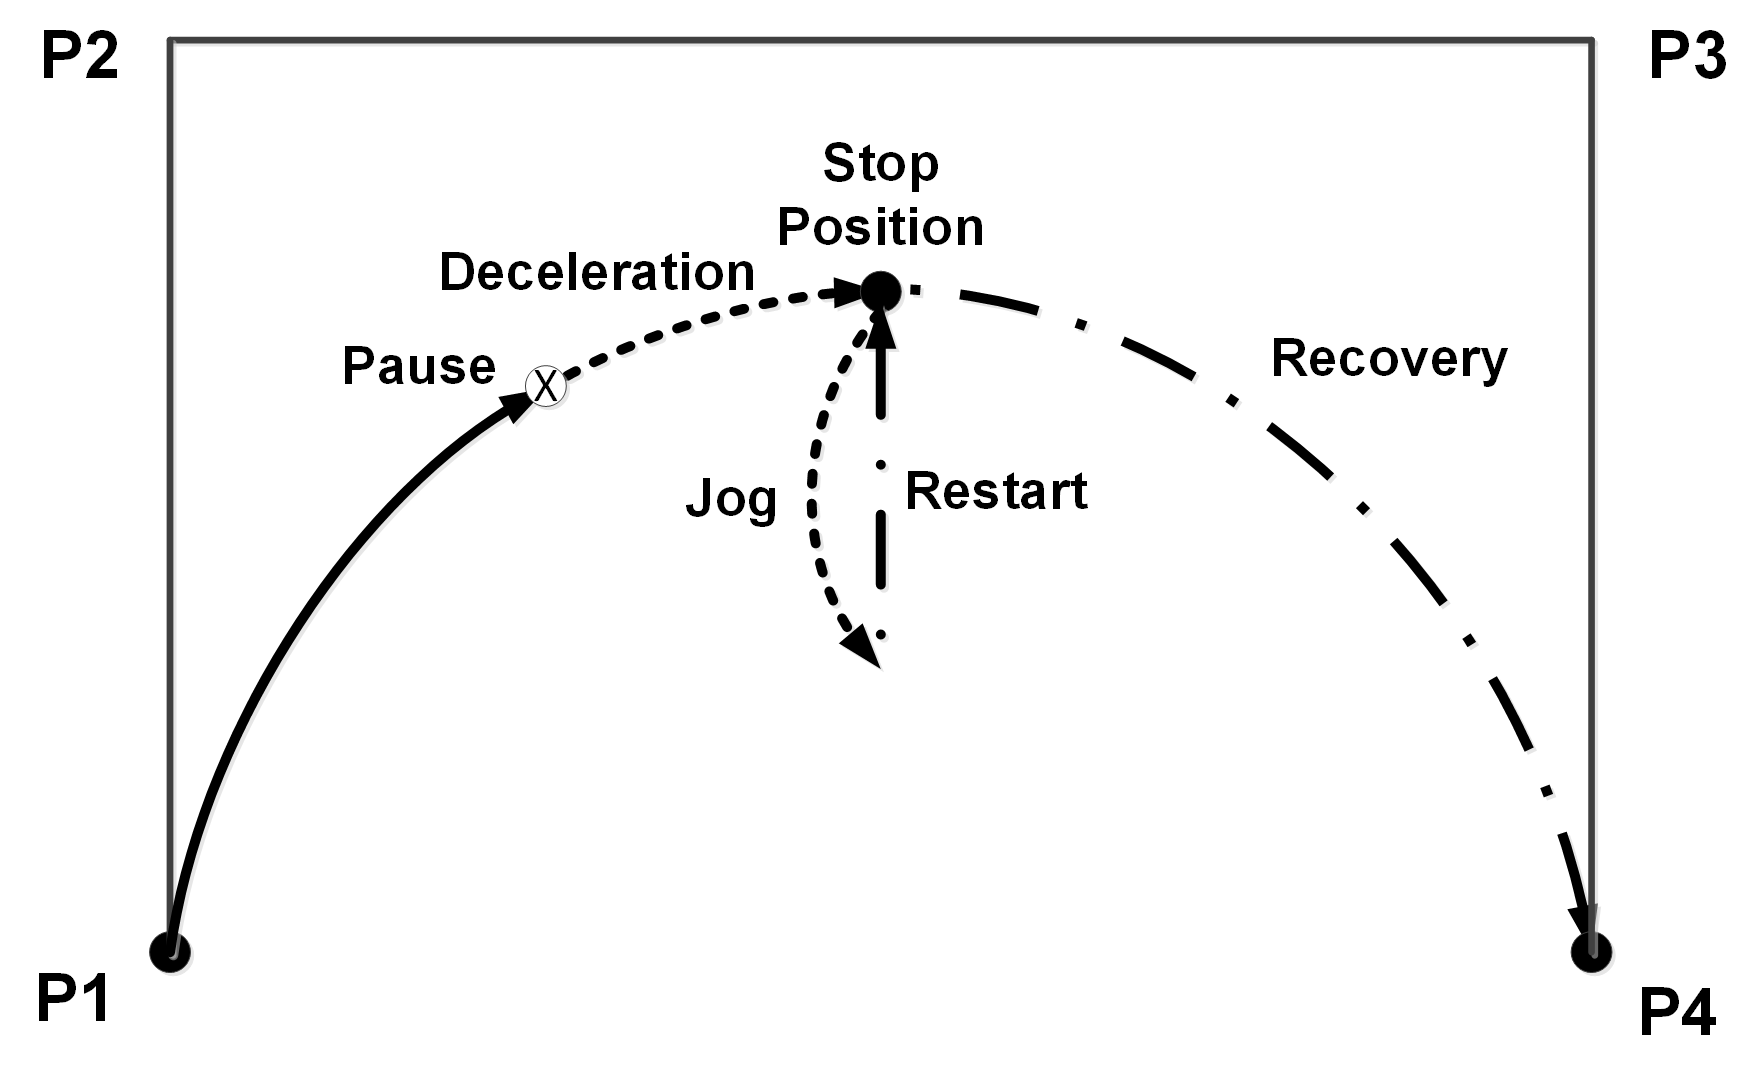 P2
P3
Stop
Position
Deceleration
Pause
X
Recovery
Jog
Restart
P1
P4